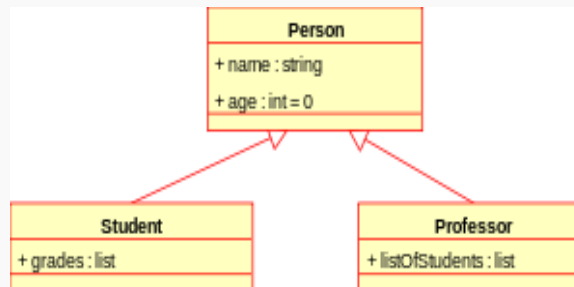 Person
+ name : string
+ age : int = 0
Student
+ grades : list
Professor
+ listOfStudents : list